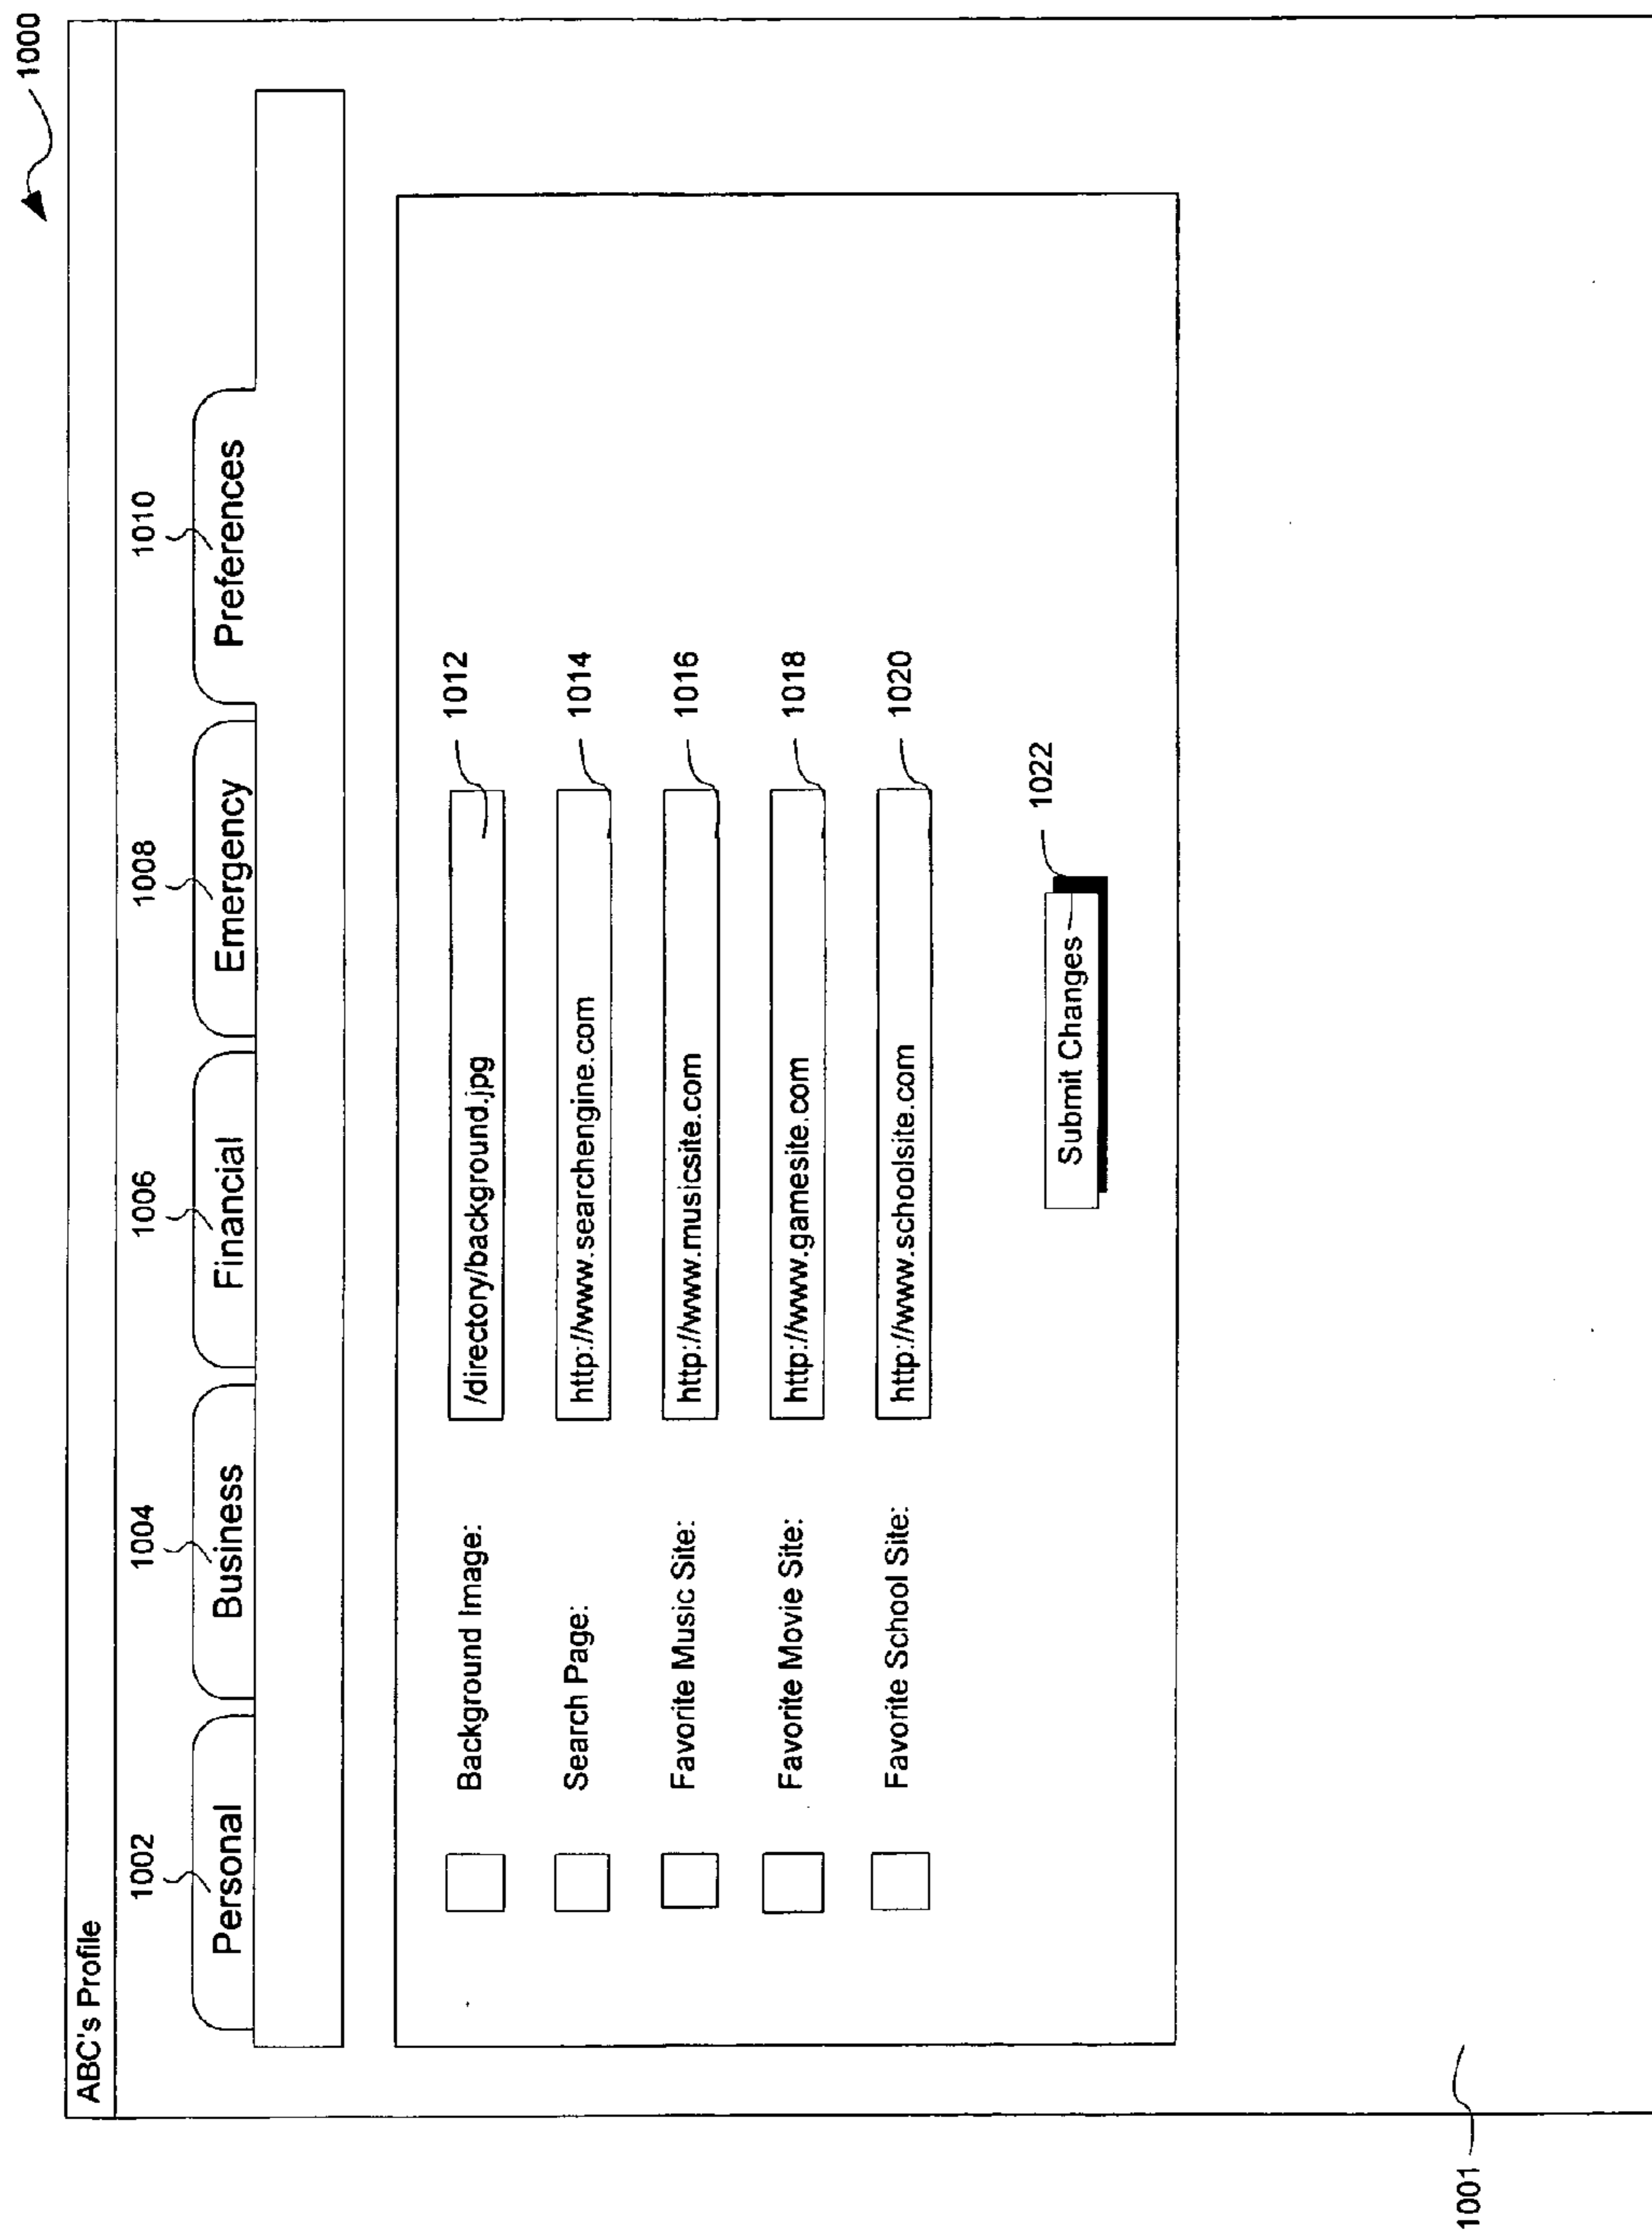 1000
ABC's Profile
1002 1004 1006 1008 1010
Personal Business Financial Emergency Preferences
Background Image: /directory/background.jpg 1012
Search Page: http://www.searchengine.com 1014
Favorite Music Site: http://www.musicsite.com 1016
Favorite Movie Site: http://www.gamesite.com 1018
Favorite School Site: http://www.schoolsite.com 1020
1022
Submit Changes
1001